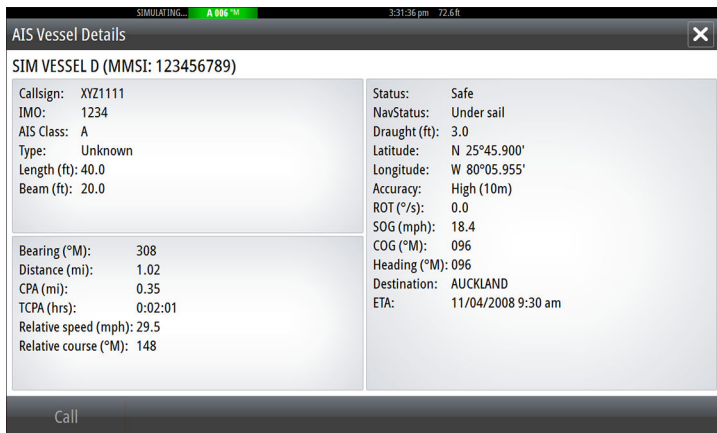 SIMULATING... A 006 °M 3:31:36 pm 72.6 ft
AIS Vessel Details
SIM VESSEL D (MMSI: 123456789)
Callsign: XYZ1111
IMO: 1234
AIS Class: A
Type: Unknown
Length (ft): 40.0
Beam (ft): 20.0
Bearing (°M): 308
Distance (mi): 1.02
CPA (mi): 0.35
TCPA (hrs): 0:02:01
Relative speed (mph): 29.5
Relative course (°M): 148
Status: Safe
NavStatus: Under sail
Draught (ft): 3.0
Latitude: N 25°45.900'
Longitude: W 80°05.955'
Accuracy: High (10m)
ROT (°/s): 0.0
SOG (mph): 18.4
COG (°M): 096
Heading (°M): 096
Destination: AUCKLAND
ETA: 11/04/2008 9:30 am
Call